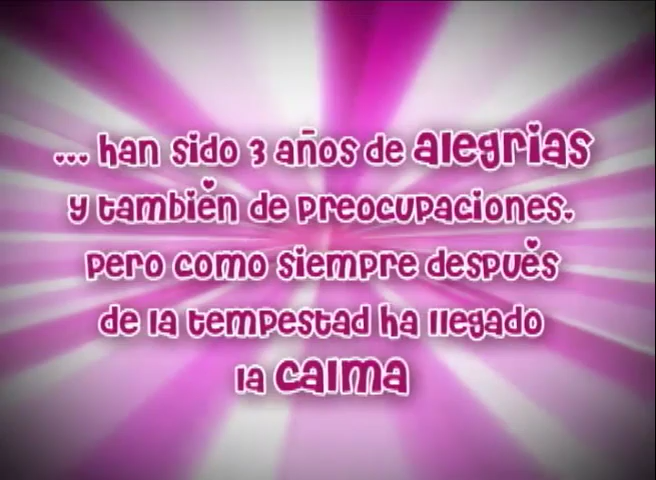 ... han sido 3 años de alegrias
y también de preocupaciones.
pero como siempre después
de la tempestad ha llegado
la calma